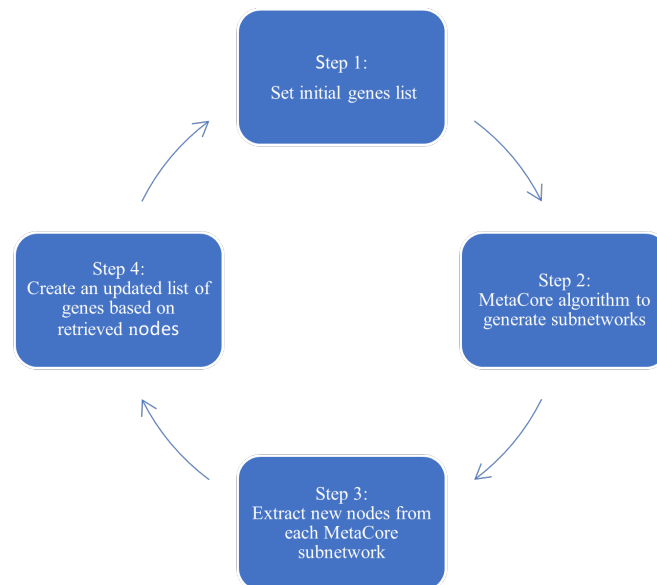 Step 1:
Set initial genes list
Step 2:
MetaCore algorithm to
generate subnetworks
Step 3:
Extract new nodes from
each MetaCore
subnetwork
Step 4:
Create an updated list of
genes based on
retrieved nodes